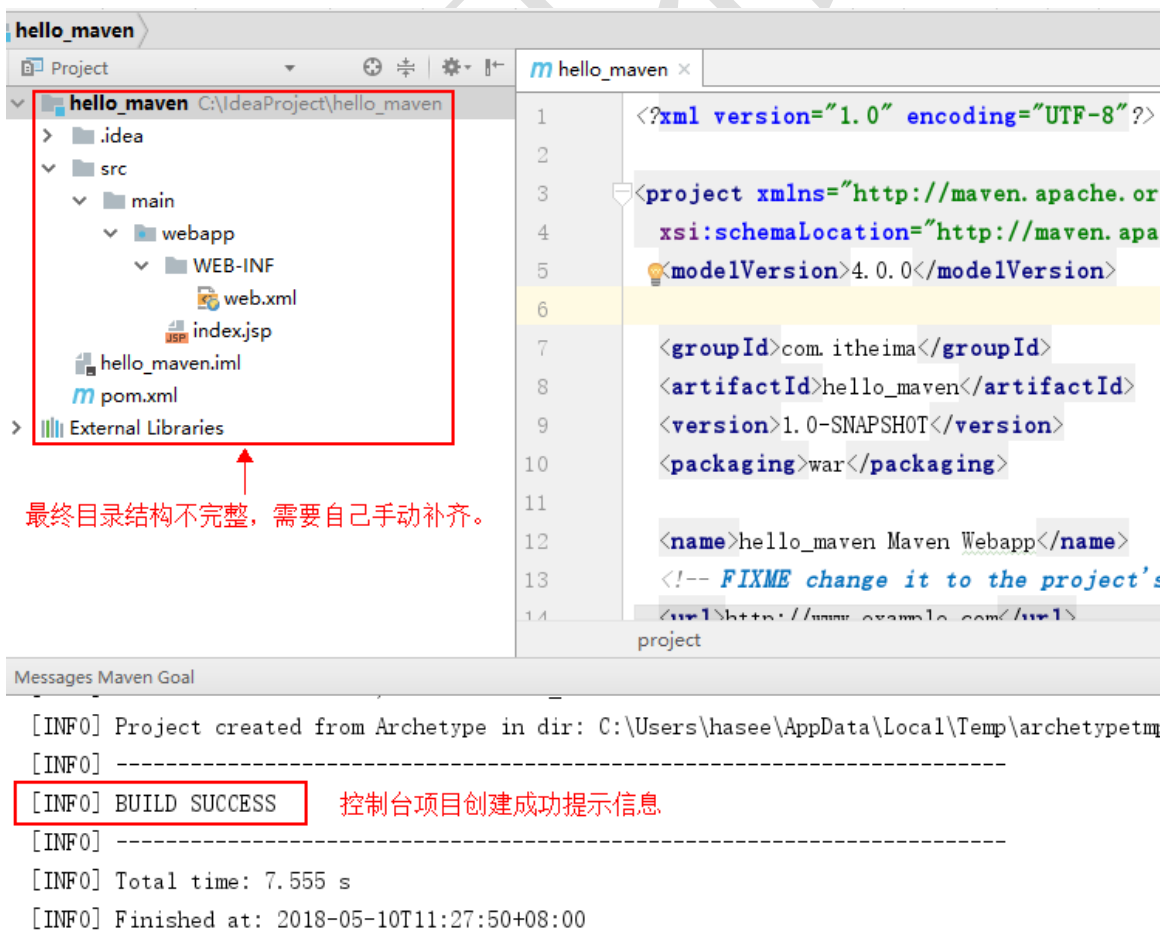 hello_maven
Project
hello_maven
hello_maven C:\IdeaProject\hello_maven
.idea
src
main
webapp
WEB-INF
web.xml
index.jsp
hello_maven.iml
pom.xml
External Libraries
最终目录结构不完整，需要自己手动补齐。
1 <?xml version="1.0" encoding="UTF-8"?>
2
3 <project xmlns="http://maven.apache.or
4 xsi:schemaLocation="http://maven.apa
5 <modelVersion>4.0.0</modelVersion>
6
7 <groupId>com.itheima</groupId>
8 <artifactId>hello_maven</artifactId>
9 <version>1.0-SNAPSHOT</version>
10 <packaging>war</packaging>
11
12 <name>hello_maven Maven Webapp</name>
13 <!-- FIXME change it to the project's
14 <url>http://www.example.com</url>
project
Messages Maven Goal
[INFO] Project created from Archetype in dir: C:\Users\hasee\AppData\Local\Temp\archetypetmp
[INFO] ------------------------------------------------------------------------
[INFO] BUILD SUCCESS 控制台项目创建成功提示信息
[INFO] ------------------------------------------------------------------------
[INFO] Total time: 7.555 s
[INFO] Finished at: 2018-05-10T11:27:50+08:00